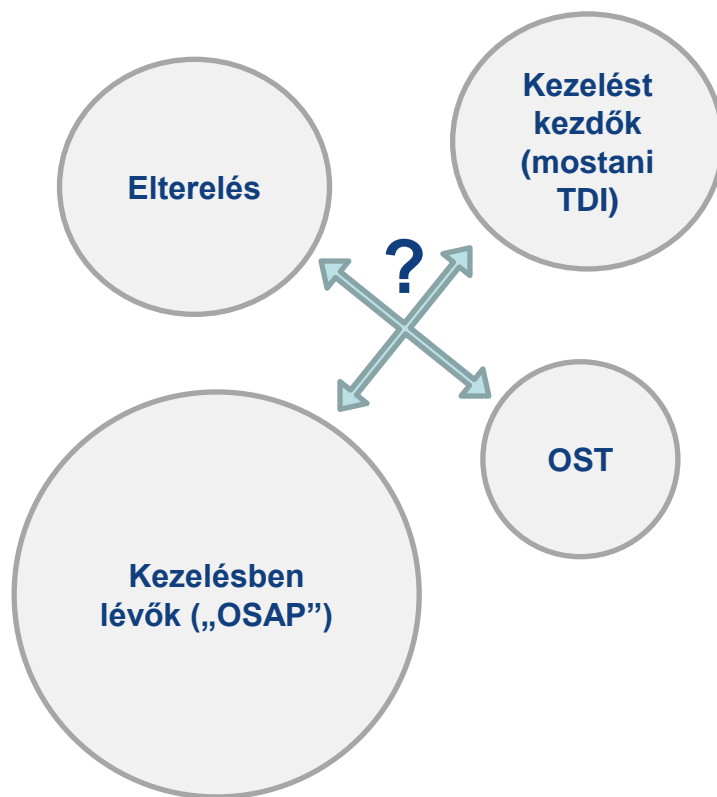 Elterelés
Kezelést
kezdők
(mostani
TDI)
?
OST
Kezelésben
lévők („OSAP”)